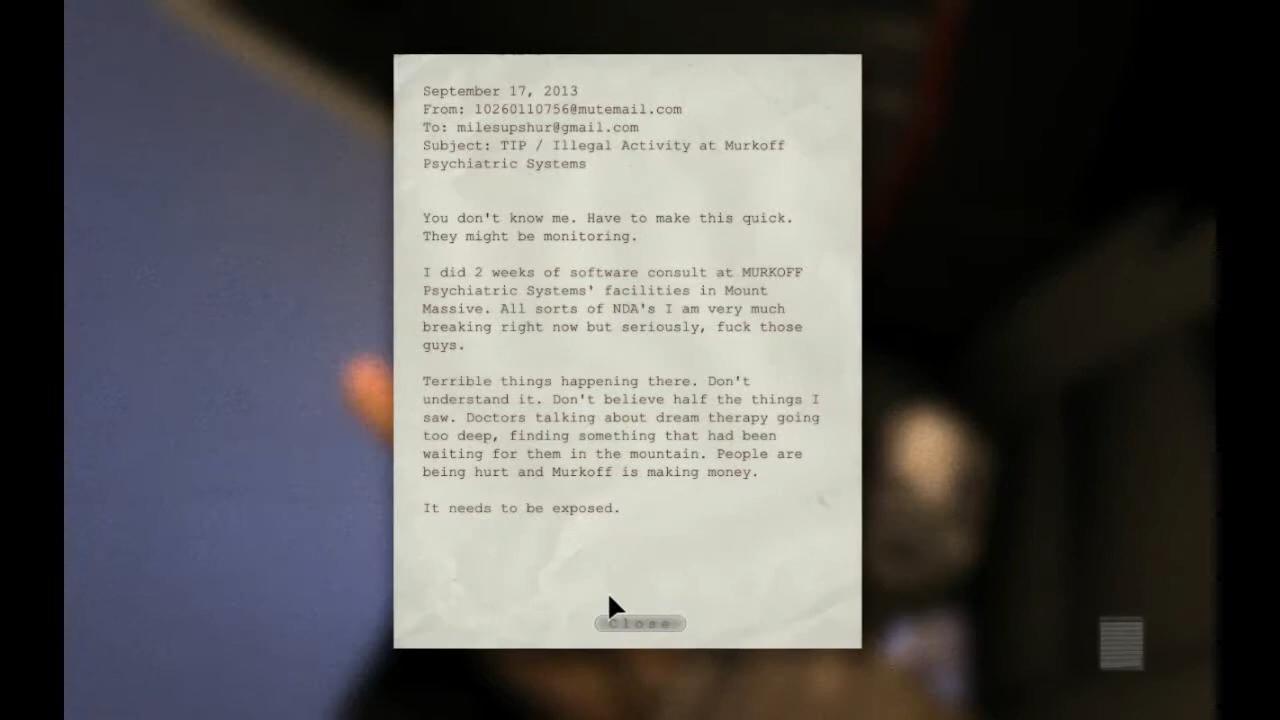 September 17, 2013
From: 10260110756@mutemail.com
To: milesupshur@gmail.com
Subject: TIP / Illegal Activity at Murkoff
Psychiatric Systems
You don't know me. Have to make this quick.
They might be monitoring.
I did 2 weeks of software consult at MURKOFF
Psychiatric Systems' facilities in Mount
Massive. All sorts of NDA's I am very much
breaking right now but seriously, fuck those
guys.
Terrible things happening there. Don't
understand it. Don't believe half the things I
saw. Doctors talking about dream therapy going
too deep, finding something that had been
waiting for them in the mountain. People are
being hurt and Murkoff is making money.
It needs to be exposed.
Close